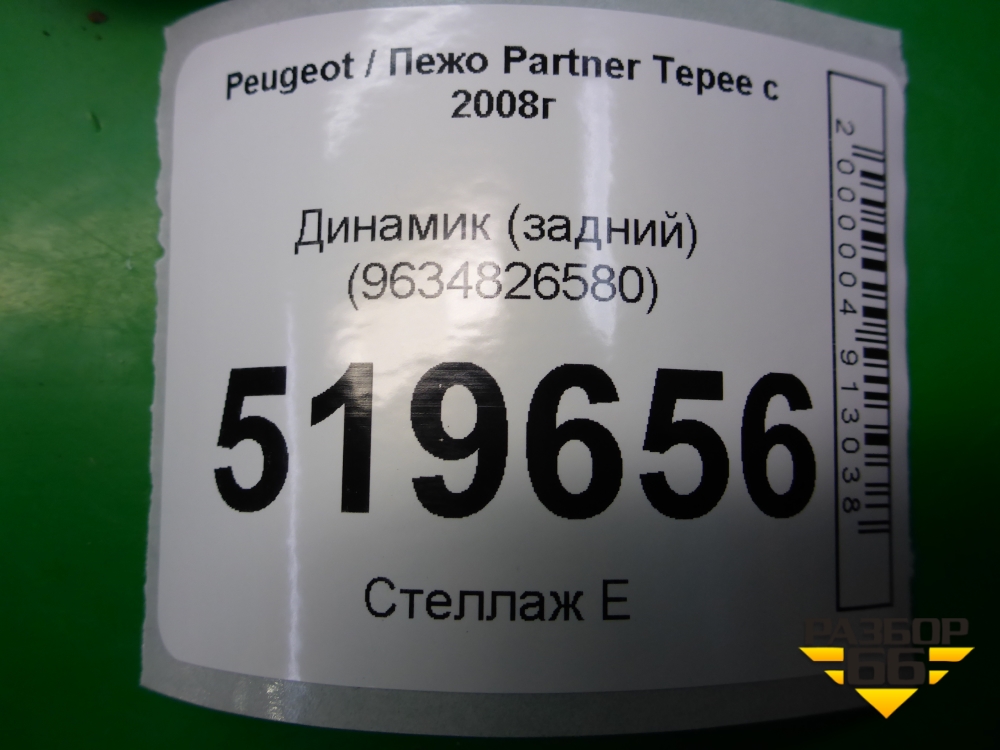 Peugeot / Пежо Partner Tepee с
2008г
Динамик (задний)
(9634826580)
519656
Стеллаж Е
2000004913038
РАЗБОР
66